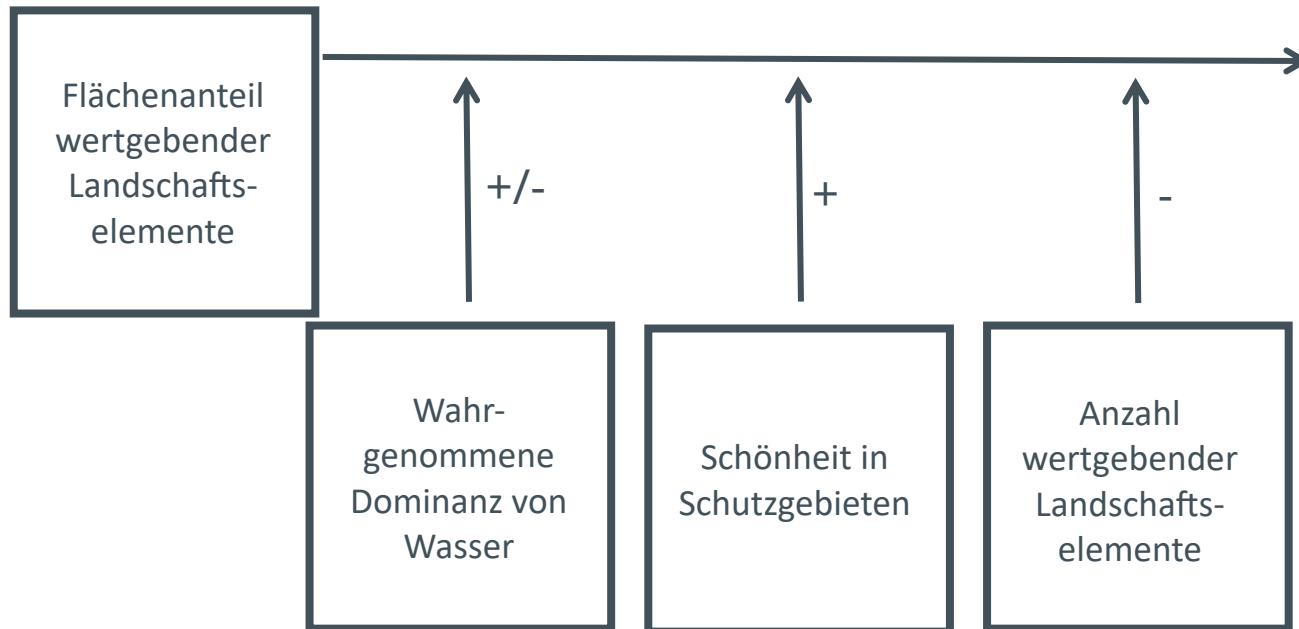 Flächenanteil
wertgebender
Landschafts-
elemente
+/-
+
-
Wahr-
genommene
Dominanz von
Wasser
Schönheit in
Schutzgebieten
Anzahl
wertgebender
Landschafts-
elemente